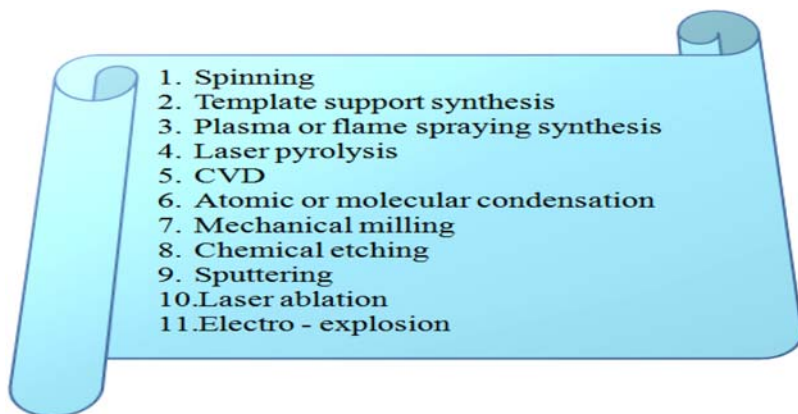 1. Spinning
2. Template support synthesis
3. Plasma or flame spraying synthesis
4. Laser pyrolysis
5. CVD
6. Atomic or molecular condensation
7. Mechanical milling
8. Chemical etching
9. Sputtering
10.Laser ablation
11.Electro - explosion